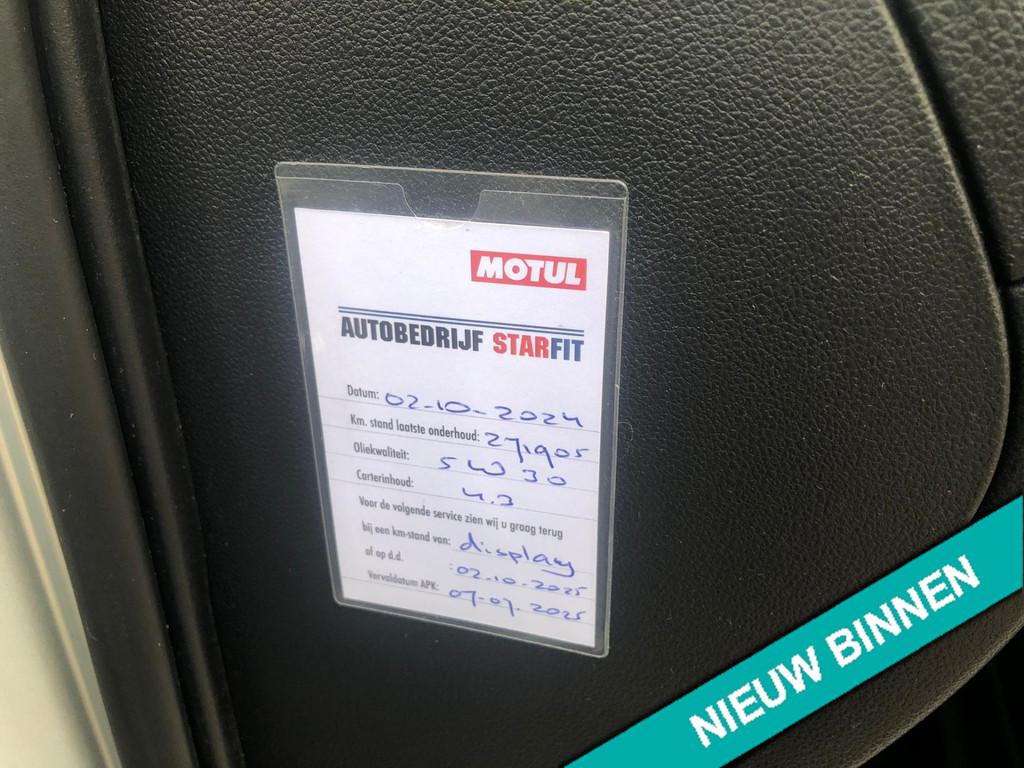 MOTUL
AUTOBEDRIJF STARFIT
Datum: 02-10-2024
Km. stand laatste onderhoud: 27.905
Oliekwaliteit: 5W30
Carterinhoud: 4.3
Voor de volgende service zien wij u graag terug
bij een km-stand van: display
of op d.d. : 02-10-2025
Vervaldatum APK: 07-07-2025
NIEUW BINNEN